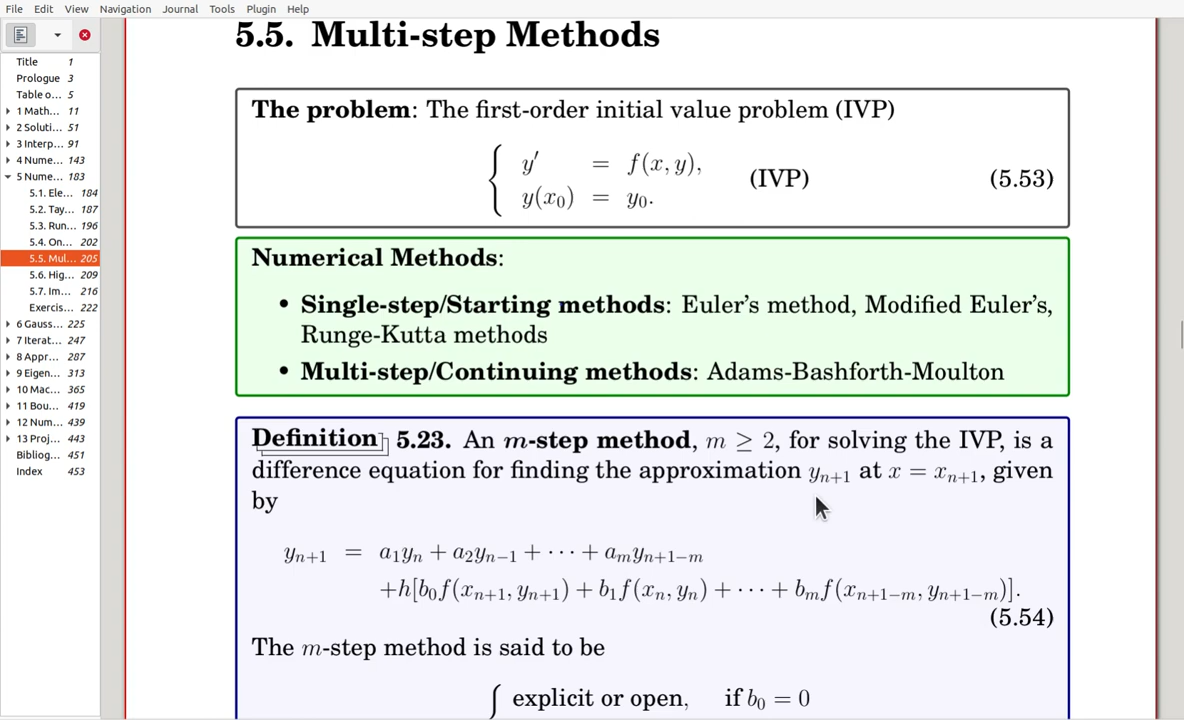 File Edit View Navigation Journal Tools Plugin Help
Title 1
Prologue 3
Table o... 5
1 Math... 11
2 Soluti... 51
3 Interp... 91
4 Nume... 143
5 Nume... 183
5.1. Ele... 184
5.2. Tay... 187
5.3. Run... 196
5.4. On... 202
5.5. Mul... 205
5.6. Hig... 209
5.7. Im... 216
Exercis... 222
6 Gauss... 225
7 Iterat... 247
8 Appr... 287
9 Eigen... 313
10 Mac... 365
11 Bou... 419
12 Num... 439
13 Proj... 443
Bibliog... 451
Index 453
5.5. Multi-step Methods
The problem: The first-order initial value problem (IVP)
{ y′ = f(x, y),
y(x₀) = y₀. (IVP) (5.53)
Numerical Methods:
• Single-step/Starting methods: Euler's method, Modified Euler's,
Runge-Kutta methods
• Multi-step/Continuing methods: Adams-Bashforth-Moulton
Definition 5.23. An m-step method, m ≥ 2, for solving the IVP, is a
difference equation for finding the approximation yₙ₊₁ at x = xₙ₊₁, given
by
yₙ₊₁ = a₁yₙ + a₂yₙ₋₁ + ··· + aₘyₙ₊₁₋ₘ
+h[b₀f(xₙ₊₁, yₙ₊₁) + b₁f(xₙ, yₙ) + ··· + bₘf(xₙ₊₁₋ₘ, yₙ₊₁₋ₘ)].
(5.54)
The m-step method is said to be
{ explicit or open, if b₀ = 0